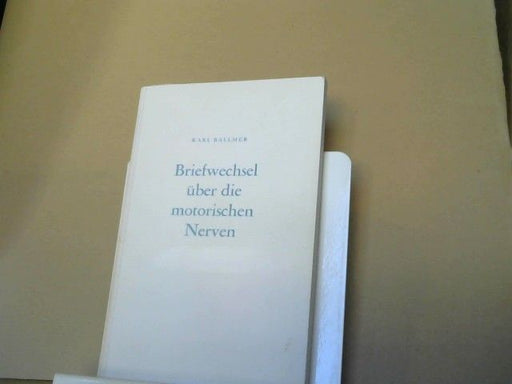 KARL BALLMER
Briefwechsel
über die
motorischen
Nerven